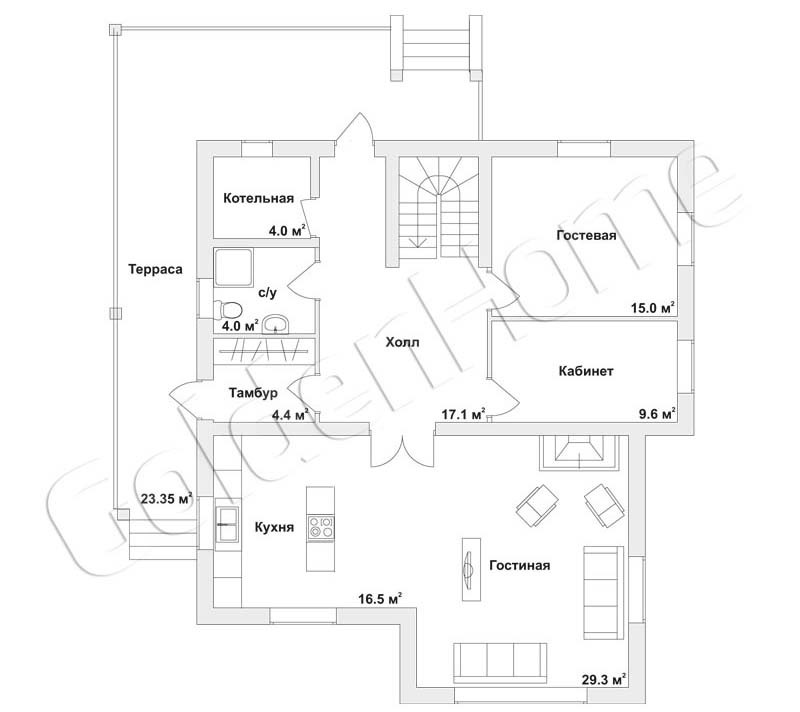 Котельная
4.0 м²
Гостевая
15.0 м²
Терраса
23.35 м²
с/у
4.0 м²
Холл
17.1 м²
Кабинет
9.6 м²
Тамбур
4.4 м²
Кухня
16.5 м²
Гостиная
29.3 м²
GoldenHome